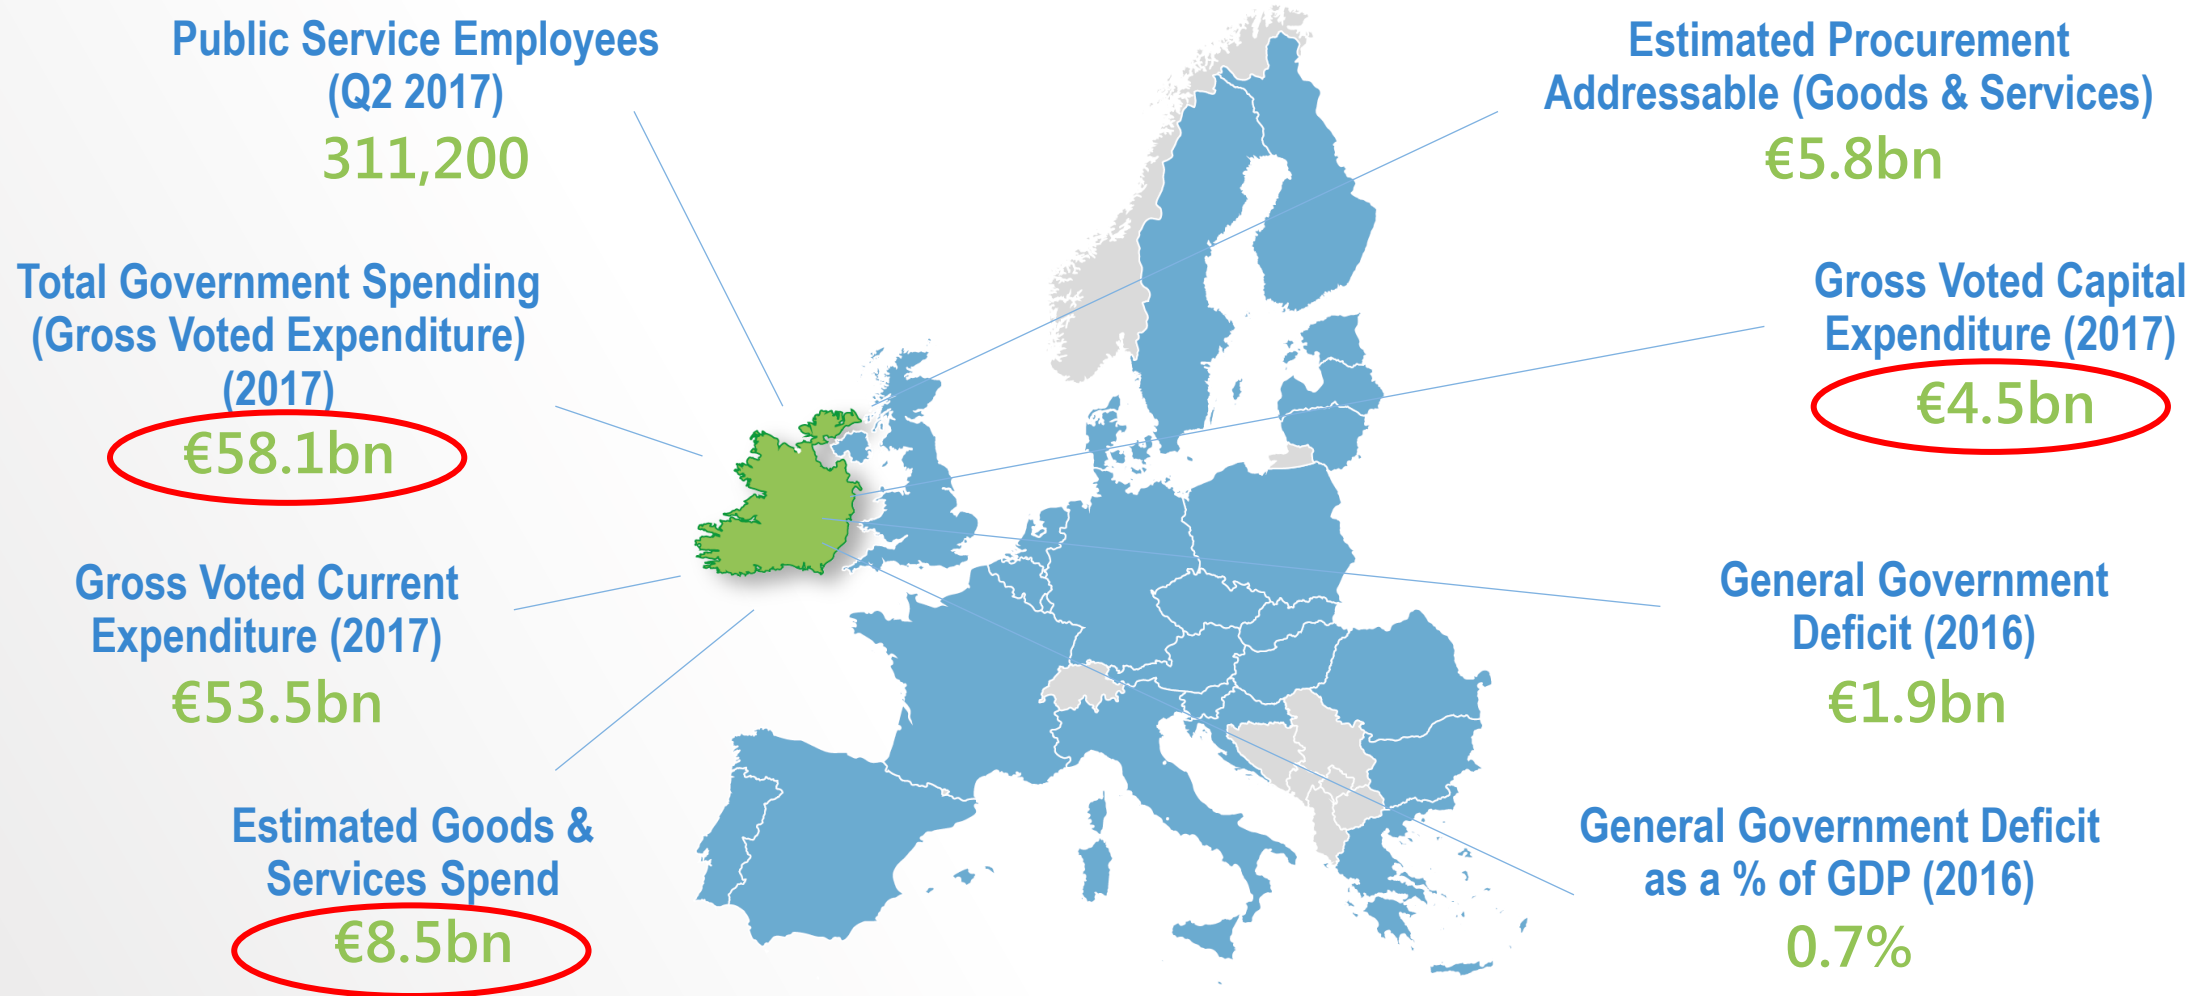 Public Service Employees
(Q2 2017)
311,200
Total Government Spending
(Gross Voted Expenditure)
(2017)
€58.1bn
Gross Voted Current
Expenditure (2017)
€53.5bn
Estimated Goods &
Services Spend
€8.5bn
Estimated Procurement
Addressable (Goods & Services)
€5.8bn
Gross Voted Capital
Expenditure (2017)
€4.5bn
General Government
Deficit (2016)
€1.9bn
General Government Deficit
as a % of GDP (2016)
0.7%